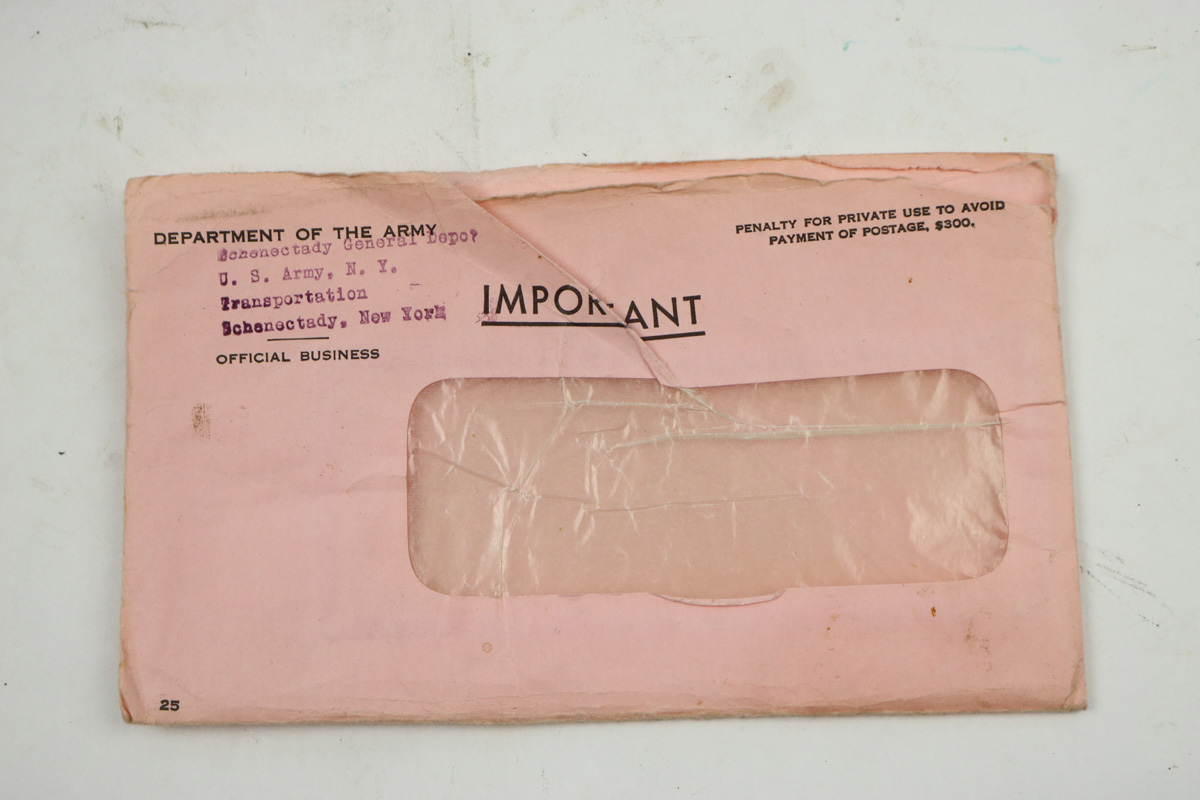 DEPARTMENT OF THE ARMY
Schenectady General Depot
U. S. Army, N. Y.
Transportation
Schenectady, New York
OFFICIAL BUSINESS
PENALTY FOR PRIVATE USE TO AVOID
PAYMENT OF POSTAGE, $300.
IMPORTANT
25